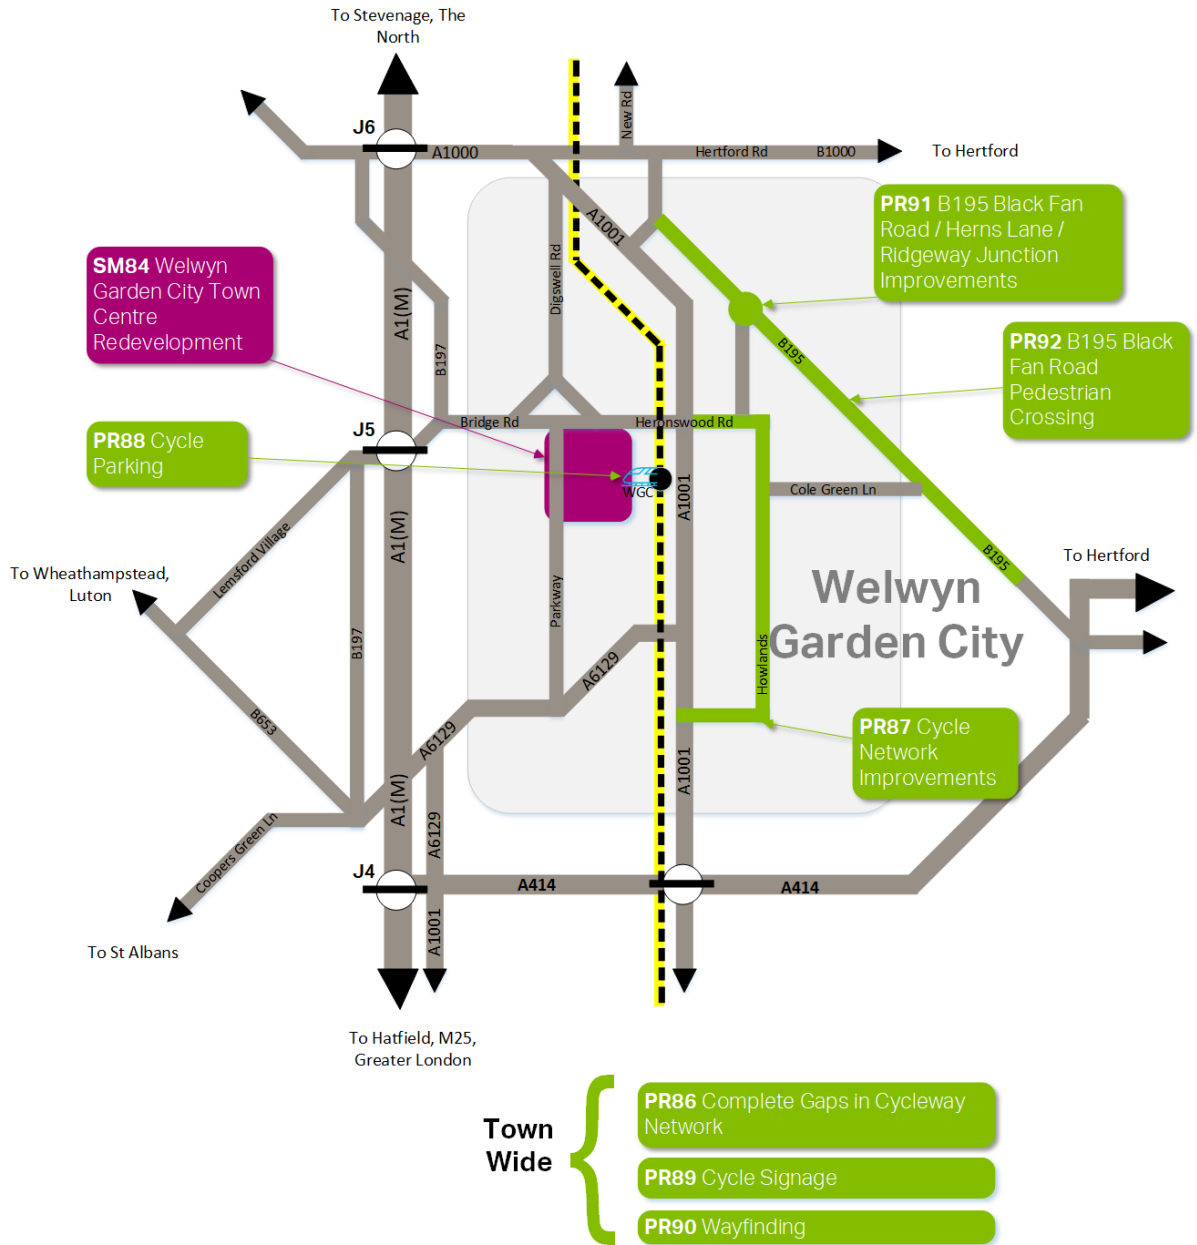 To Stevenage, The
North
J6
A1000
New Rd
Hertford Rd
B1000
To Hertford
PR91 B195 Black Fan
Road / Herns Lane /
Ridgeway Junction
Improvements
A1001
Digswell Rd
SM84 Welwyn
Garden City Town
Centre
Redevelopment
A1(M)
B197
B195
PR92 B195 Black
Fan Road
Pedestrian
Crossing
PR88 Cycle
Parking
J5
Bridge Rd
Heronswood Rd
WGC
A1001
Cole Green Ln
A1(M)
Lemsford Village
B195
To Hertford
To Wheathampstead,
Luton
Welwyn
Garden City
Parkway
B197
A6129
Howlands
B653
A6129
PR87 Cycle
Network
Improvements
A1001
A1(M)
Coopers Green Ln
A6129
J4
A414
A414
A1001
To St Albans
To Hatfield, M25,
Greater London
Town
Wide
PR86 Complete Gaps in Cycleway
Network
PR89 Cycle Signage
PR90 Wayfinding